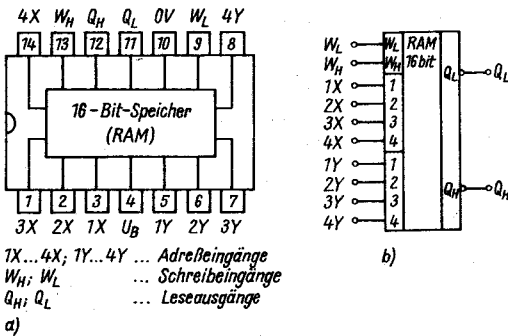 4X W_H Q_H Q_L 0V W_L 4Y
14 13 12 11 10 9 8
16-Bit-Speicher
(RAM)
1 2 3 4 5 6 7
3X 2X 1X U_B 1Y 2Y 3Y
1X...4X; 1Y...4Y ... Adreßeingänge
W_H; W_L ... Schreibeingänge
Q_H; Q_L ... Leseausgänge
a)
W_L W_L RAM
W_H W_H 16bit
Q_L Q_L
1X 1
2X 2
3X 3
4X 4
1Y 1
2Y 2
3Y 3
Q_H Q_H
4Y 4
b)